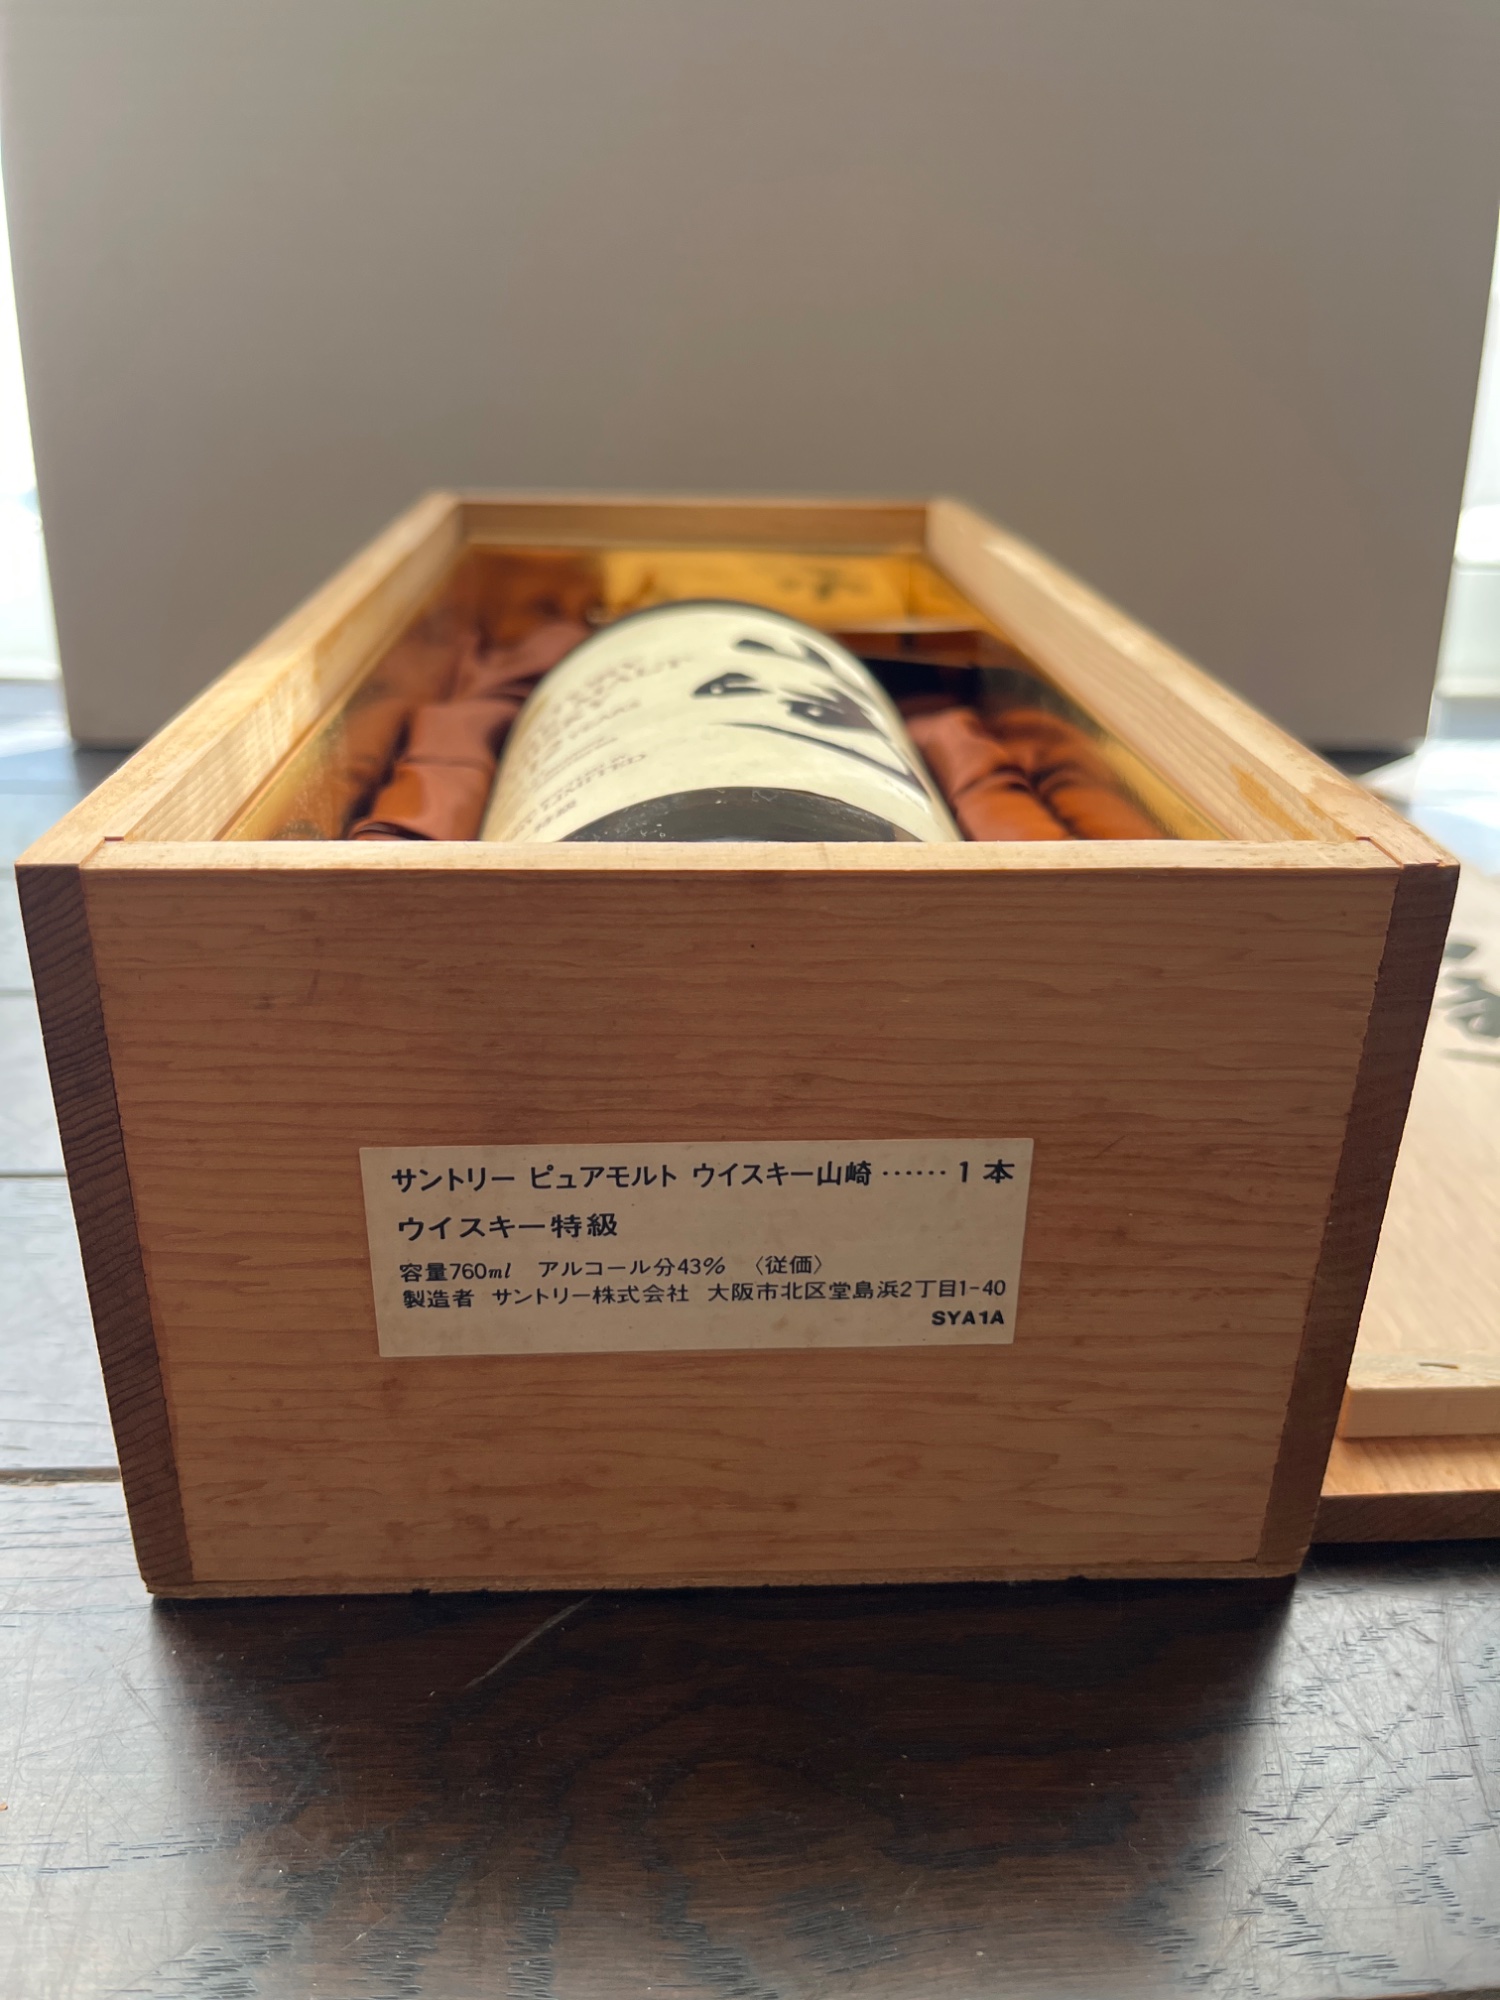 サントリー ピュアモルト ウイスキー山崎……1本
ウイスキー特級
容量760ml アルコール分43% 〈従価〉
製造者 サントリー株式会社 大阪市北区堂島浜2丁目1-40
SYA1A